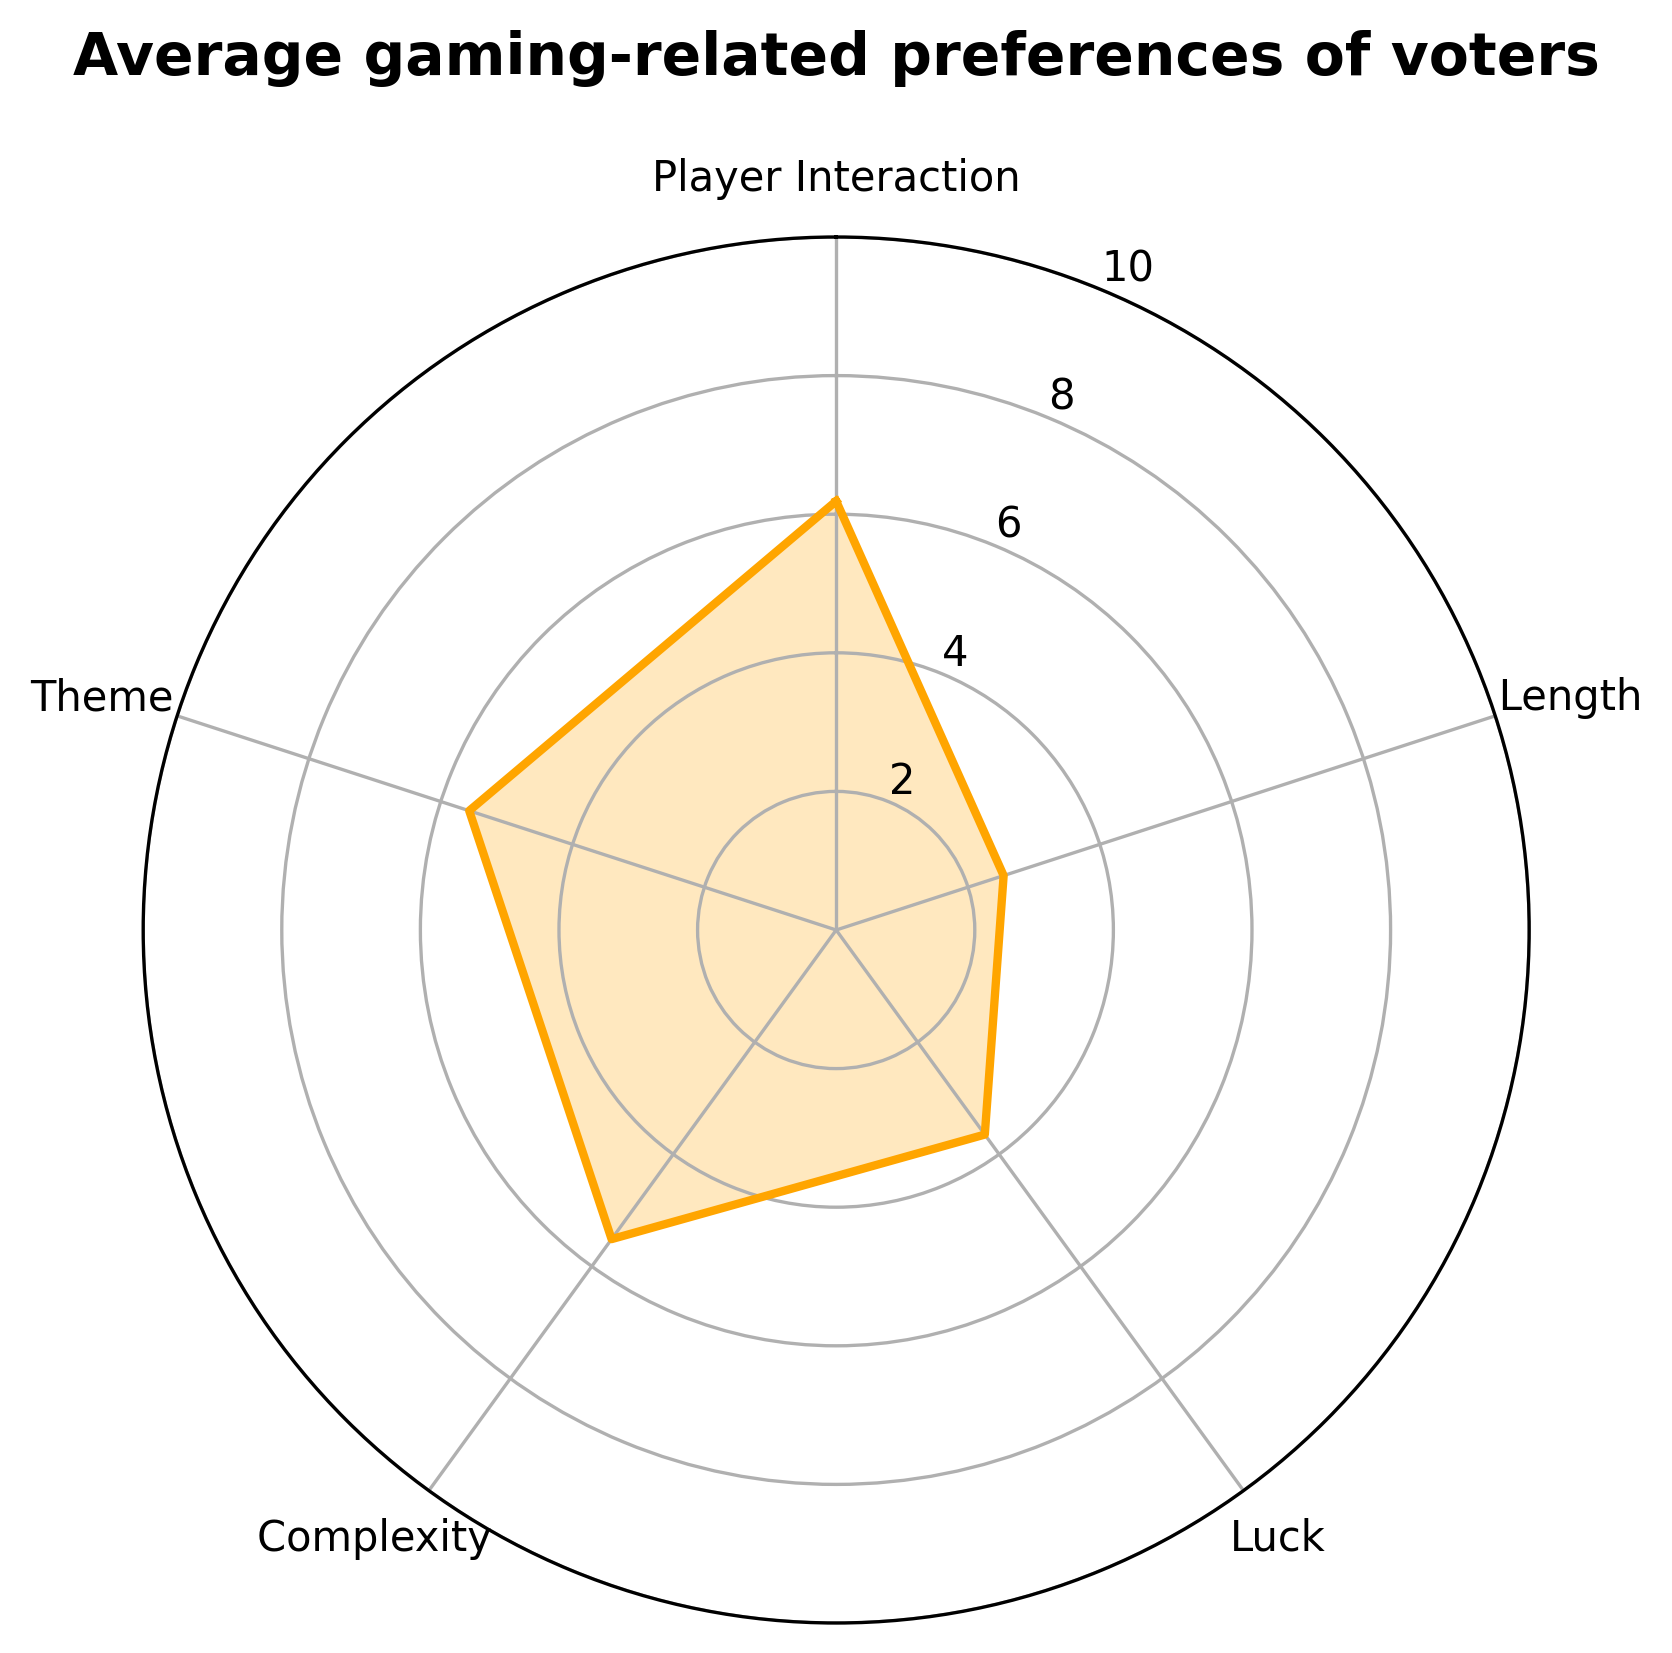 Average gaming-related preferences of voters
Player Interaction
10
8
6
4
2
Theme
Length
Complexity
Luck